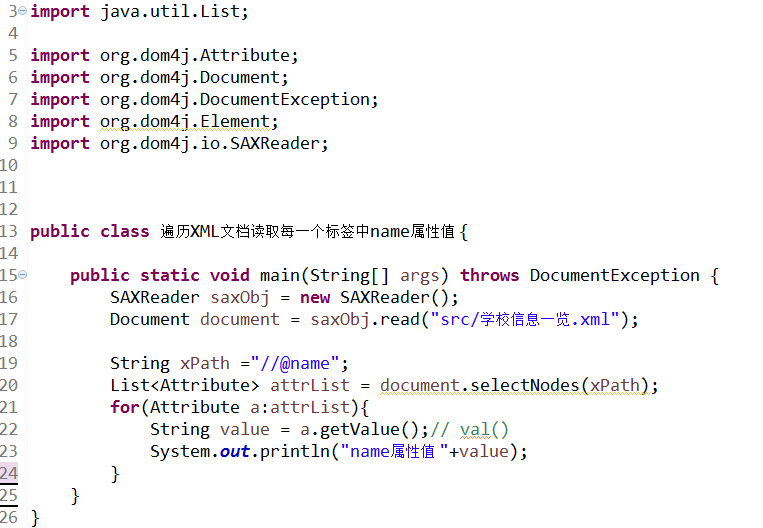 3 import java.util.List;
4
5 import org.dom4j.Attribute;
6 import org.dom4j.Document;
7 import org.dom4j.DocumentException;
8 import org.dom4j.Element;
9 import org.dom4j.io.SAXReader;
10
11
12
13 public class 遍历XML文档读取每一个标签中name属性值 {
14
15     public static void main(String[] args) throws DocumentException {
16         SAXReader saxObj = new SAXReader();
17         Document document = saxObj.read("src/学校信息一览.xml");
18
19         String xPath ="//@name";
20         List<Attribute> attrList = document.selectNodes(xPath);
21         for(Attribute a:attrList){
22             String value = a.getValue();// val()
23             System.out.println("name属性值 "+value);
24         }
25     }
26 }